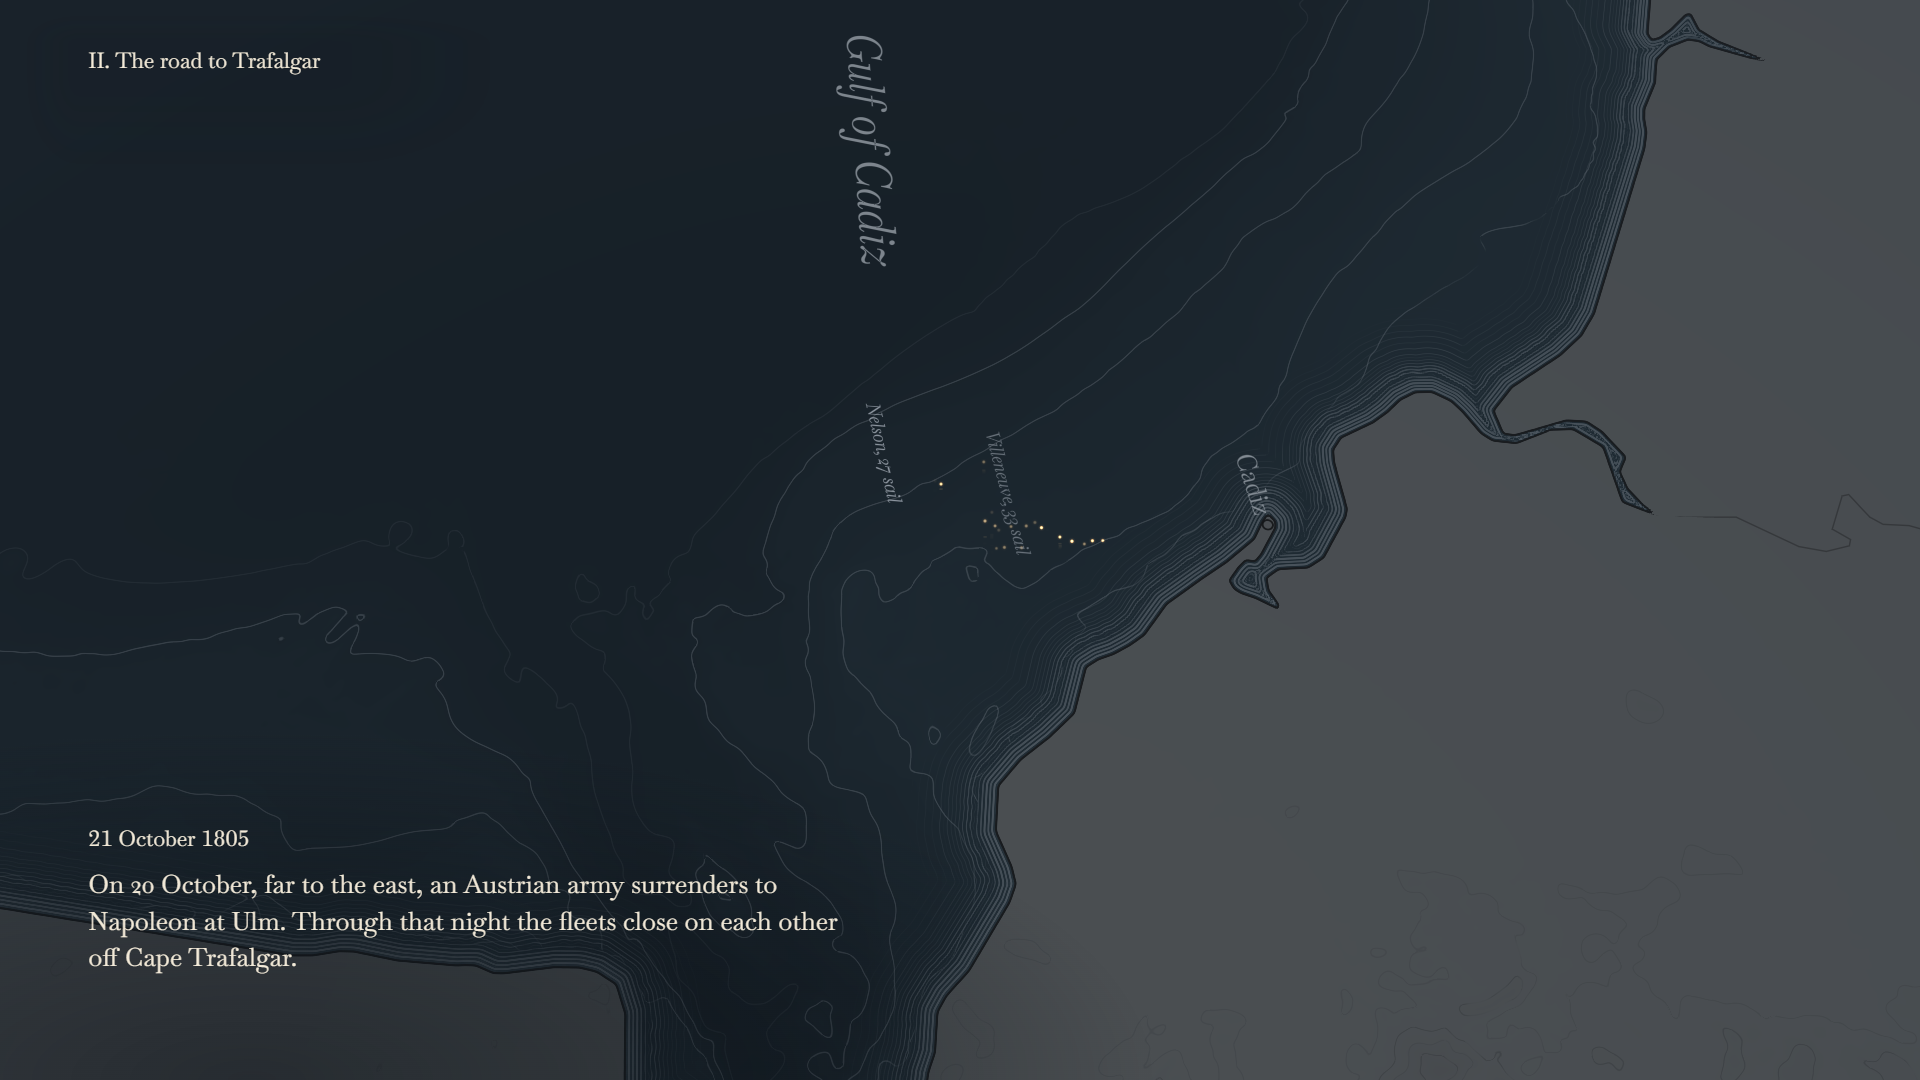 II. The road to Trafalgar
Gulf of Cadiz
Nelson, 27 sail
Villeneuve, 33 sail
Cadiz
21 October 1805
On 20 October, far to the east, an Austrian army surrenders to
Napoleon at Ulm. Through that night the fleets close on each other
off Cape Trafalgar.